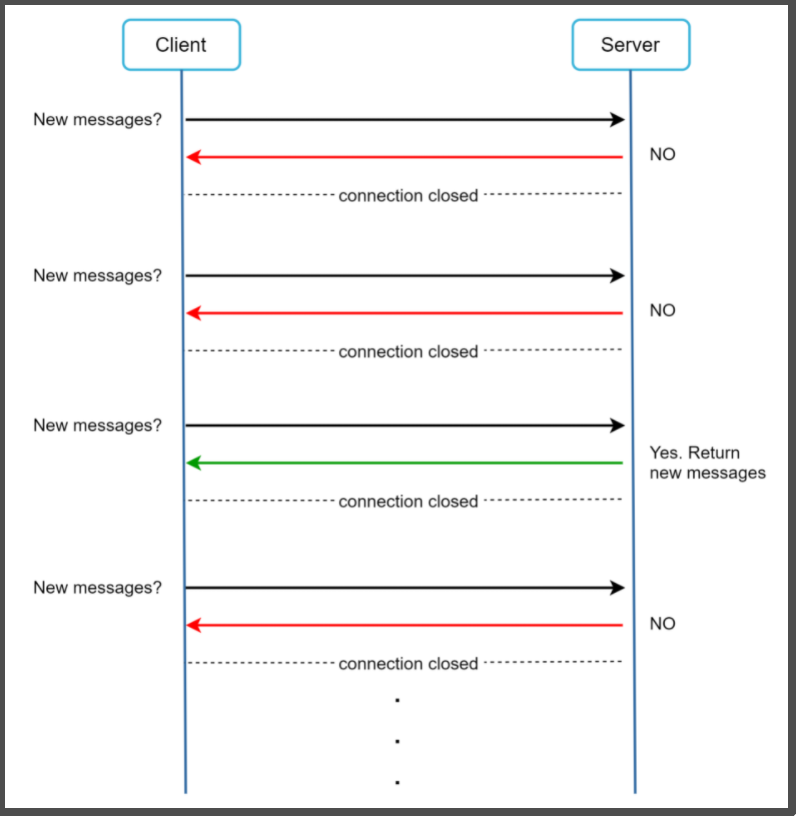 Client
Server
New messages?
NO
connection closed
New messages?
NO
connection closed
New messages?
Yes. Return
new messages
connection closed
New messages?
NO
connection closed